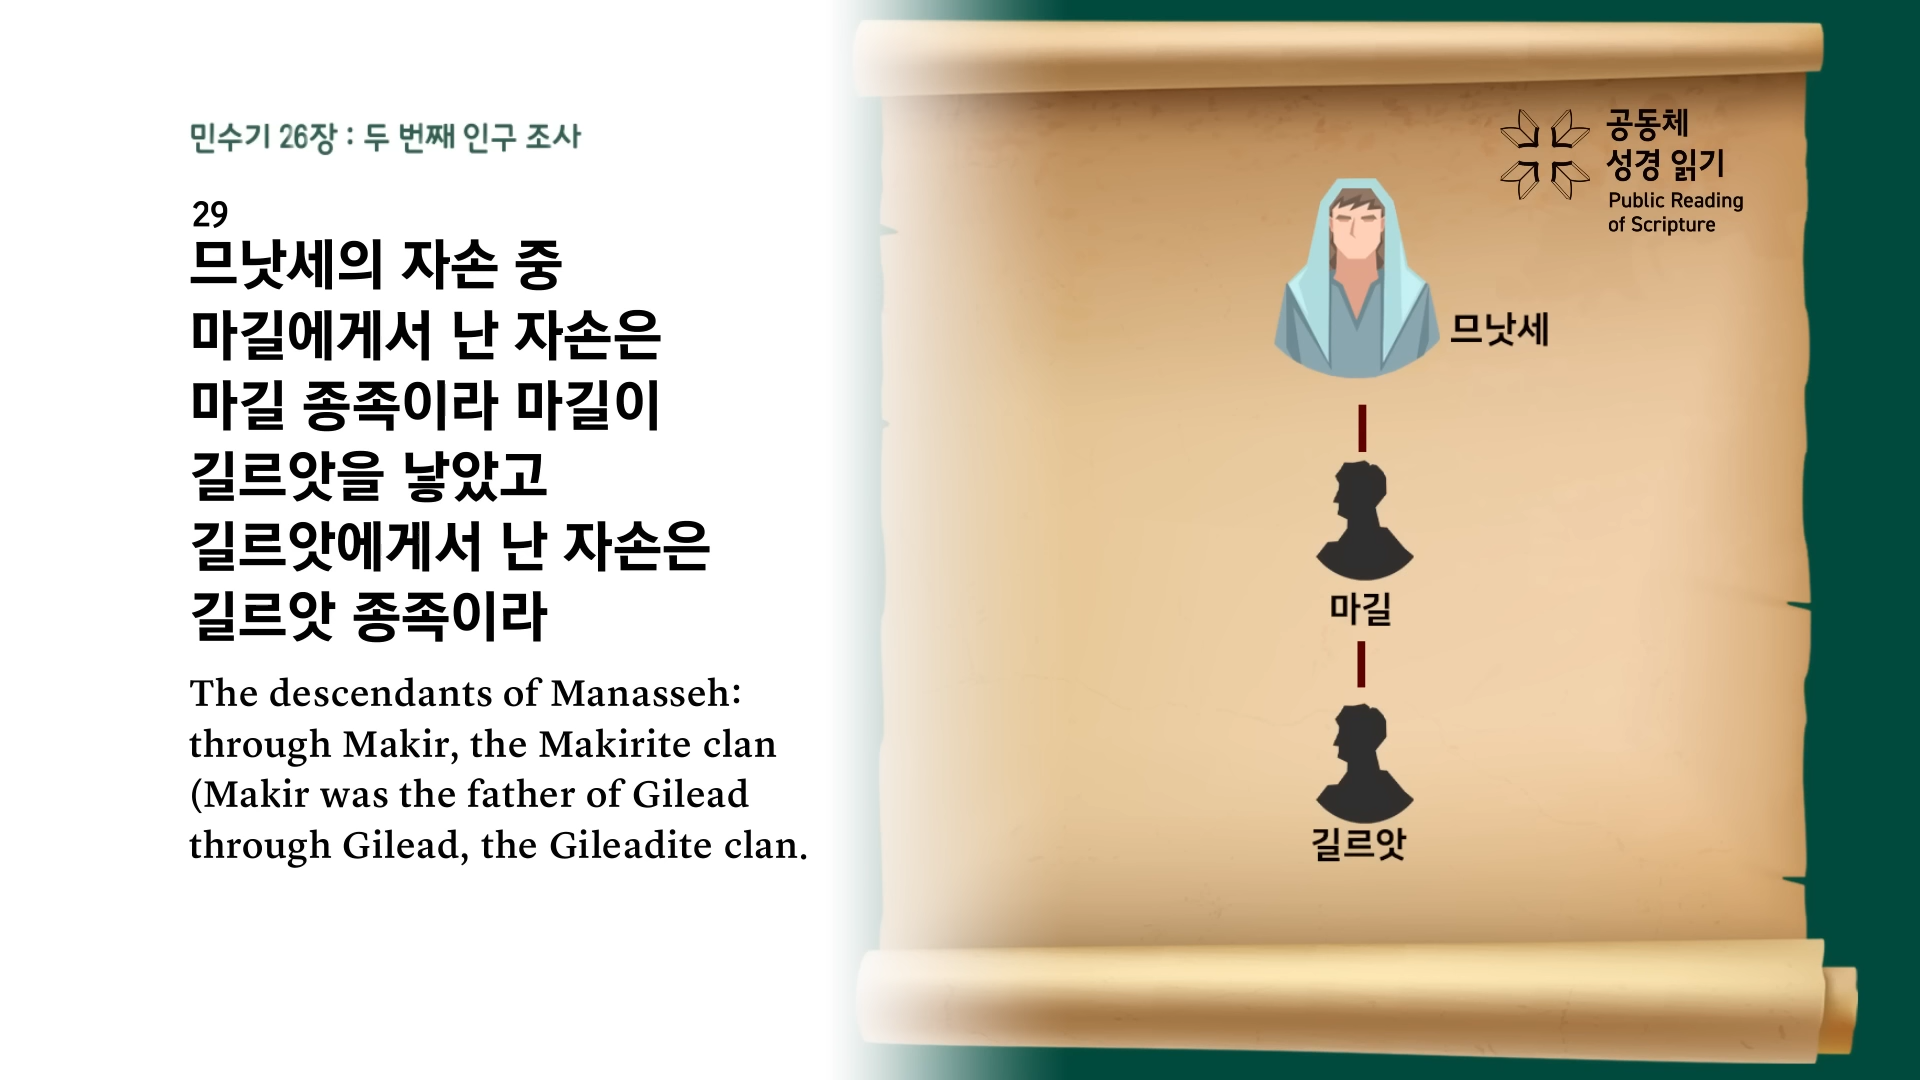 민수기 26장 : 두 번째 인구 조사
29
므낫세의 자손 중
마길에게서 난 자손은
마길 종족이라 마길이
길르앗을 낳았고
길르앗에게서 난 자손은
길르앗 종족이라
The descendants of Manasseh:
through Makir, the Makirite clan
(Makir was the father of Gilead
through Gilead, the Gileadite clan.
공동체
성경 읽기
Public Reading
of Scripture
므낫세
마길
길르앗